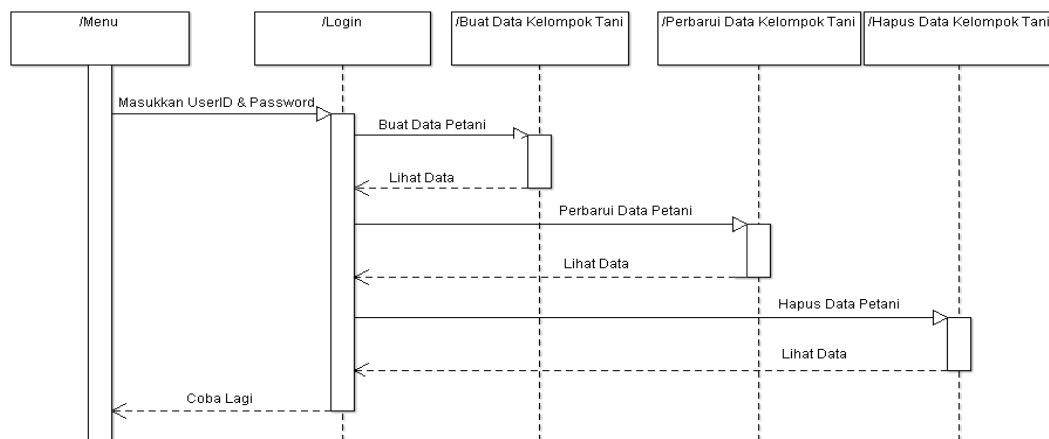 /Menu
/Login
/Buat Data Kelompok Tani
/Perbarui Data Kelompok Tani
/Hapus Data Kelompok Tani
Masukkan UserID & Password
Buat Data Petani
Lihat Data
Perbarui Data Petani
Lihat Data
Hapus Data Petani
Lihat Data
Coba Lagi